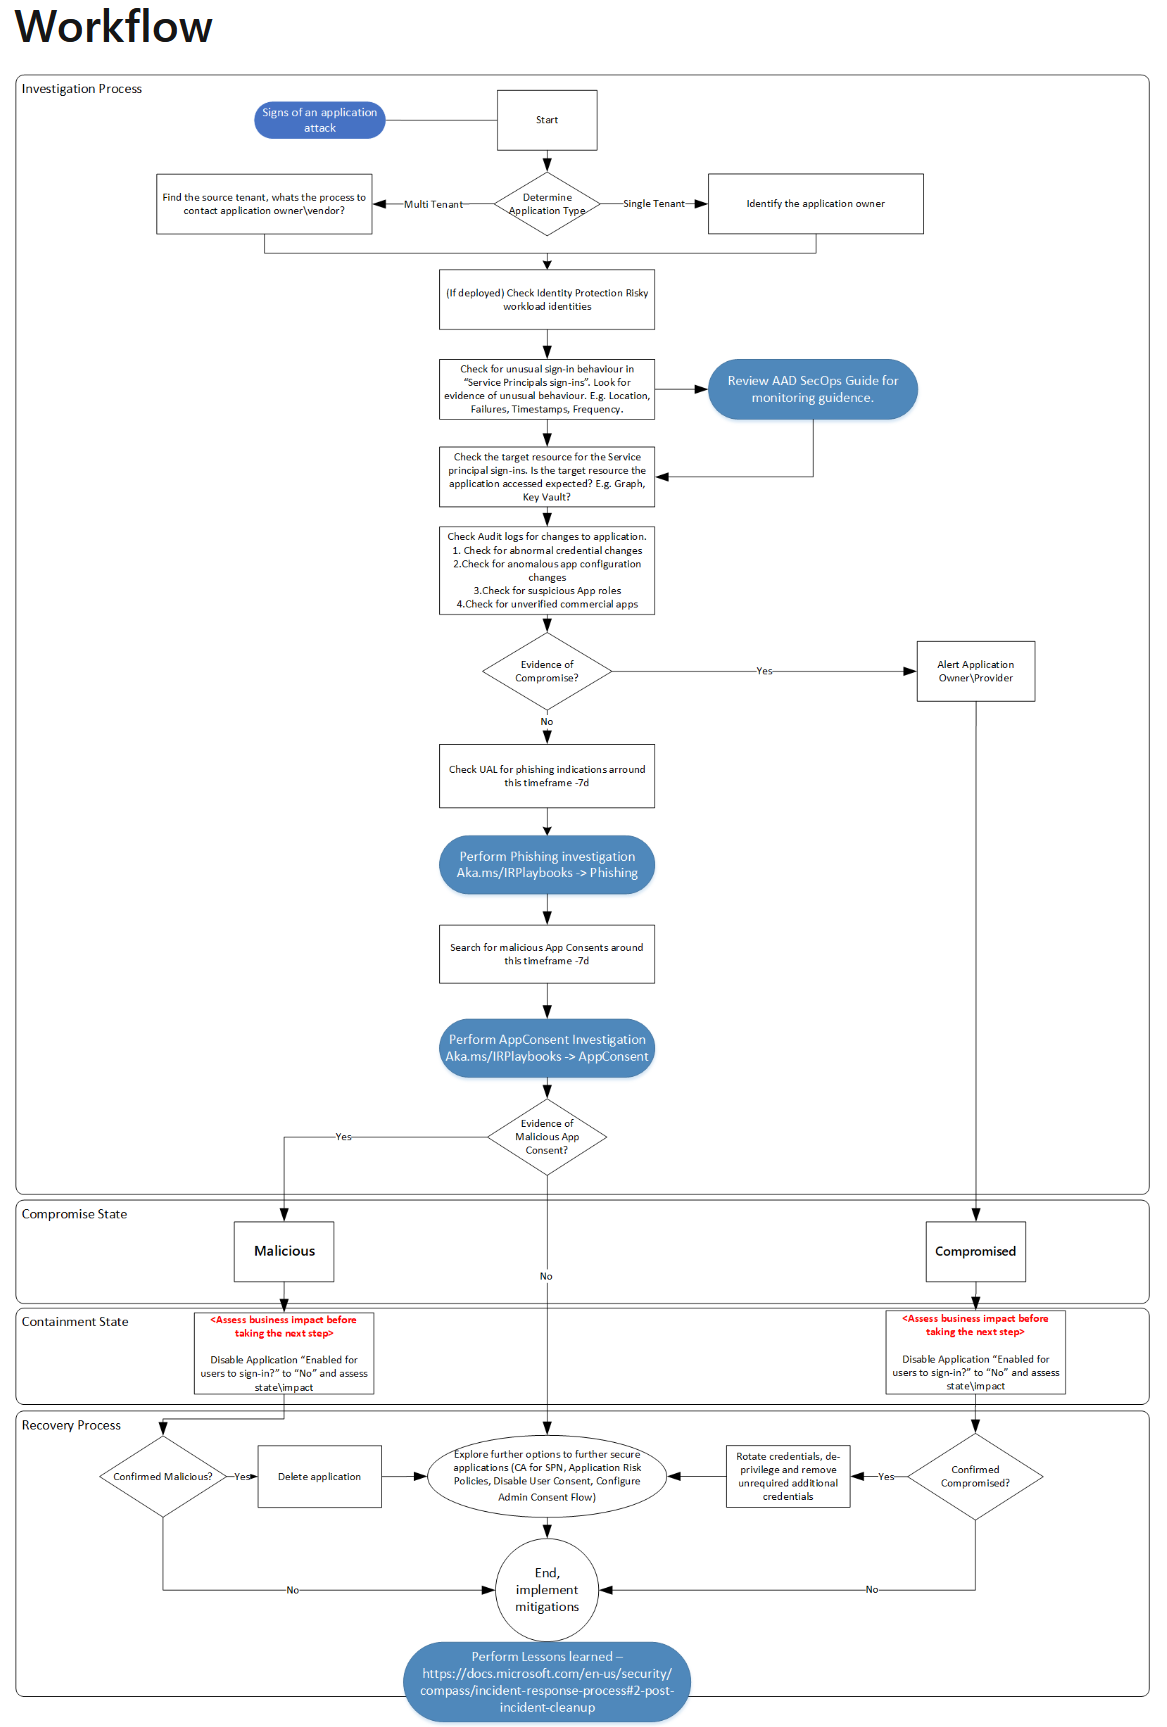 Workflow
Investigation Process
Signs of an application
attack
Start
Find the source tenant, whats the process to
contact application owner\vendor?
Multi Tenant
Determine
Application Type
Single Tenant
Identify the application owner
(If deployed) Check Identity Protection Risky
workload identities
Check for unusual sign-in behaviour in
“Service Principals sign-ins”. Look for
evidence of unusual behaviour. E.g. Location,
Failures, Timestamps, Frequency.
Review AAD SecOps Guide for
monitoring guidence.
Check the target resource for the Service
principal sign-ins. Is the target resource the
application accessed expected? E.g. Graph,
Key Vault?
Check Audit logs for changes to application.
1. Check for abnormal credential changes
2.Check for anomalous app configuration
changes
3.Check for suspicious App roles
4.Check for unverified commercial apps
Evidence of
Compromise?
Yes
Alert Application
Owner\Provider
No
Check UAL for phishing indications arround
this timeframe -7d
Perform Phishing investigation
Aka.ms/IRPlaybooks -> Phishing
Search for malicious App Consents around
this timeframe -7d
Perform AppConsent Investigation
Aka.ms/IRPlaybooks -> AppConsent
Evidence of
Malicious App
Consent?
Yes
Compromise State
Malicious
Compromised
No
Containment State
<Assess business impact before
taking the next step>
Disable Application “Enabled for
users to sign-in?” to “No” and assess
state\impact
<Assess business impact before
taking the next step>
Disable Application “Enabled for
users to sign-in?” to “No” and assess
state\impact
Recovery Process
Confirmed Malicious?
Yes
Delete application
Explore further options to further secure
applications (CA for SPN, Application Risk
Policies, Disable User Consent, Configure
Admin Consent Flow)
Rotate credentials, de-
privilege and remove
unrequired additional
credentials
Yes
Confirmed
Compromised?
No
End,
implement
mitigations
No
Perform Lessons learned –
https://docs.microsoft.com/en-us/security/
compass/incident-response-process#2-post-
incident-cleanup